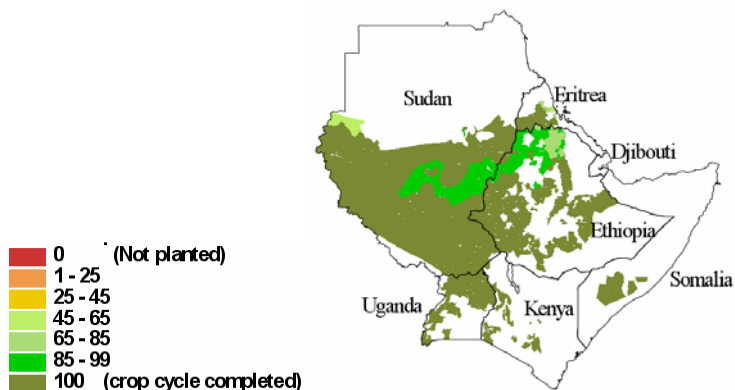 Sudan
Eritrea
Djibouti
Ethiopia
Somalia
Uganda
Kenya
0 (Not planted)
1 - 25
25 - 45
45 - 65
65 - 85
85 - 99
100 (crop cycle completed)